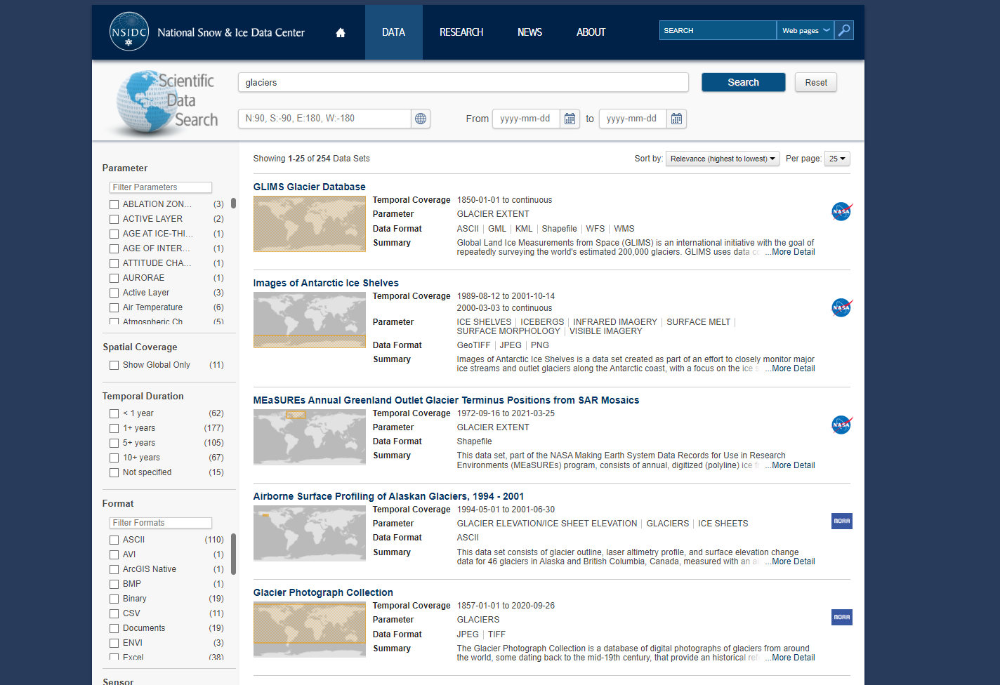 NSIDC National Snow & Ice Data Center
DATA RESEARCH NEWS ABOUT
SEARCH Web pages
Scientific Data Search
glaciers
Search Reset
N:90, S:-90, E:180, W:-180
From yyyy-mm-dd to yyyy-mm-dd
Parameter
Filter Parameters
ABLATION ZON... (3)
ACTIVE LAYER (2)
AGE AT ICE-THI... (1)
AGE OF INTER... (1)
ATTITUDE CHA... (1)
AURORAE (1)
Active Layer (3)
Air Temperature (6)
Atmospheric Ch (5)
Spatial Coverage
Show Global Only (11)
Temporal Duration
< 1 year (62)
1+ years (177)
5+ years (105)
10+ years (67)
Not specified (15)
Format
Filter Formats
ASCII (110)
AVI (1)
ArcGIS Native (1)
BMP (1)
Binary (19)
CSV (11)
Documents (19)
ENVI (3)
Excel (38)
Sensor
Showing 1-25 of 254 Data Sets
Sort by: Relevance (highest to lowest) Per page: 25
GLIMS Glacier Database
Temporal Coverage 1850-01-01 to continuous
Parameter GLACIER EXTENT
Data Format ASCII | GML | KML | Shapefile | WFS | WMS
Summary Global Land Ice Measurements from Space (GLIMS) is an international initiative with the goal of
repeatedly surveying the world's estimated 200,000 glaciers. GLIMS uses data ...More Detail
NASA
Images of Antarctic Ice Shelves
Temporal Coverage 1989-08-12 to 2001-10-14
2000-03-03 to continuous
Parameter ICE SHELVES | ICEBERGS | INFRARED IMAGERY | SURFACE MELT |
SURFACE MORPHOLOGY | VISIBLE IMAGERY
Data Format GeoTIFF | JPEG | PNG
Summary Images of Antarctic Ice Shelves is a data set created as part of an effort to closely monitor major
ice streams and outlet glaciers along the Antarctic coast, with a focus on the ice ...More Detail
NASA
MEaSUREs Annual Greenland Outlet Glacier Terminus Positions from SAR Mosaics
Temporal Coverage 1972-09-16 to 2021-03-25
Parameter GLACIER EXTENT
Data Format Shapefile
Summary This data set, part of the NASA Making Earth System Data Records for Use in Research
Environments (MEaSUREs) program, consists of annual, digitized (polyline) ice ...More Detail
NASA
Airborne Surface Profiling of Alaskan Glaciers, 1994 - 2001
Temporal Coverage 1994-05-01 to 2001-06-30
Parameter GLACIER ELEVATION/ICE SHEET ELEVATION | GLACIERS | ICE SHEETS
Data Format ASCII
Summary This data set consists of glacier outline, laser altimetry profile, and surface elevation change
data for 46 glaciers in Alaska and British Columbia, Canada, measured with an ...More Detail
NOAA
Glacier Photograph Collection
Temporal Coverage 1857-01-01 to 2020-09-26
Parameter GLACIERS
Data Format JPEG | TIFF
Summary The Glacier Photograph Collection is a database of digital photographs of glaciers from around
the world, some dating back to the mid-19th century, that provide an historical ...More Detail
NOAA